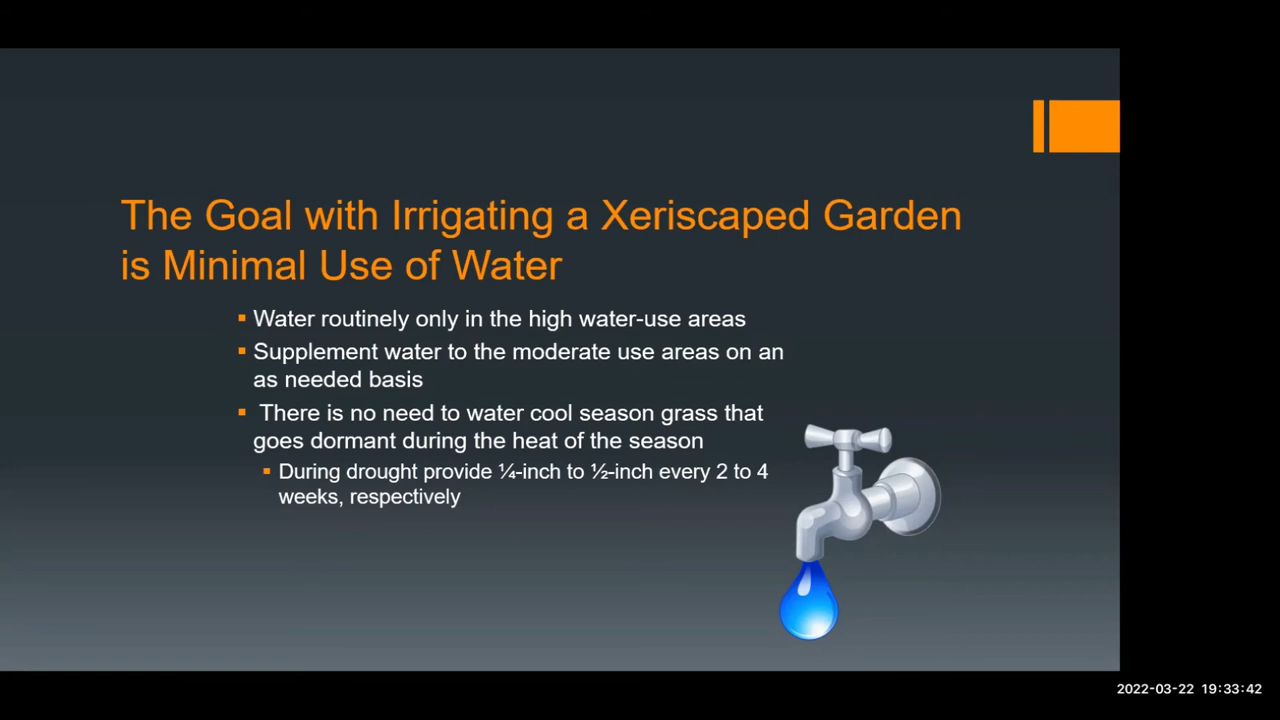 The Goal with Irrigating a Xeriscaped Garden
is Minimal Use of Water
▪ Water routinely only in the high water-use areas
▪ Supplement water to the moderate use areas on an
as needed basis
▪ There is no need to water cool season grass that
goes dormant during the heat of the season
▪ During drought provide ¼-inch to ½-inch every 2 to 4
weeks, respectively
2022-03-22 19:33:42